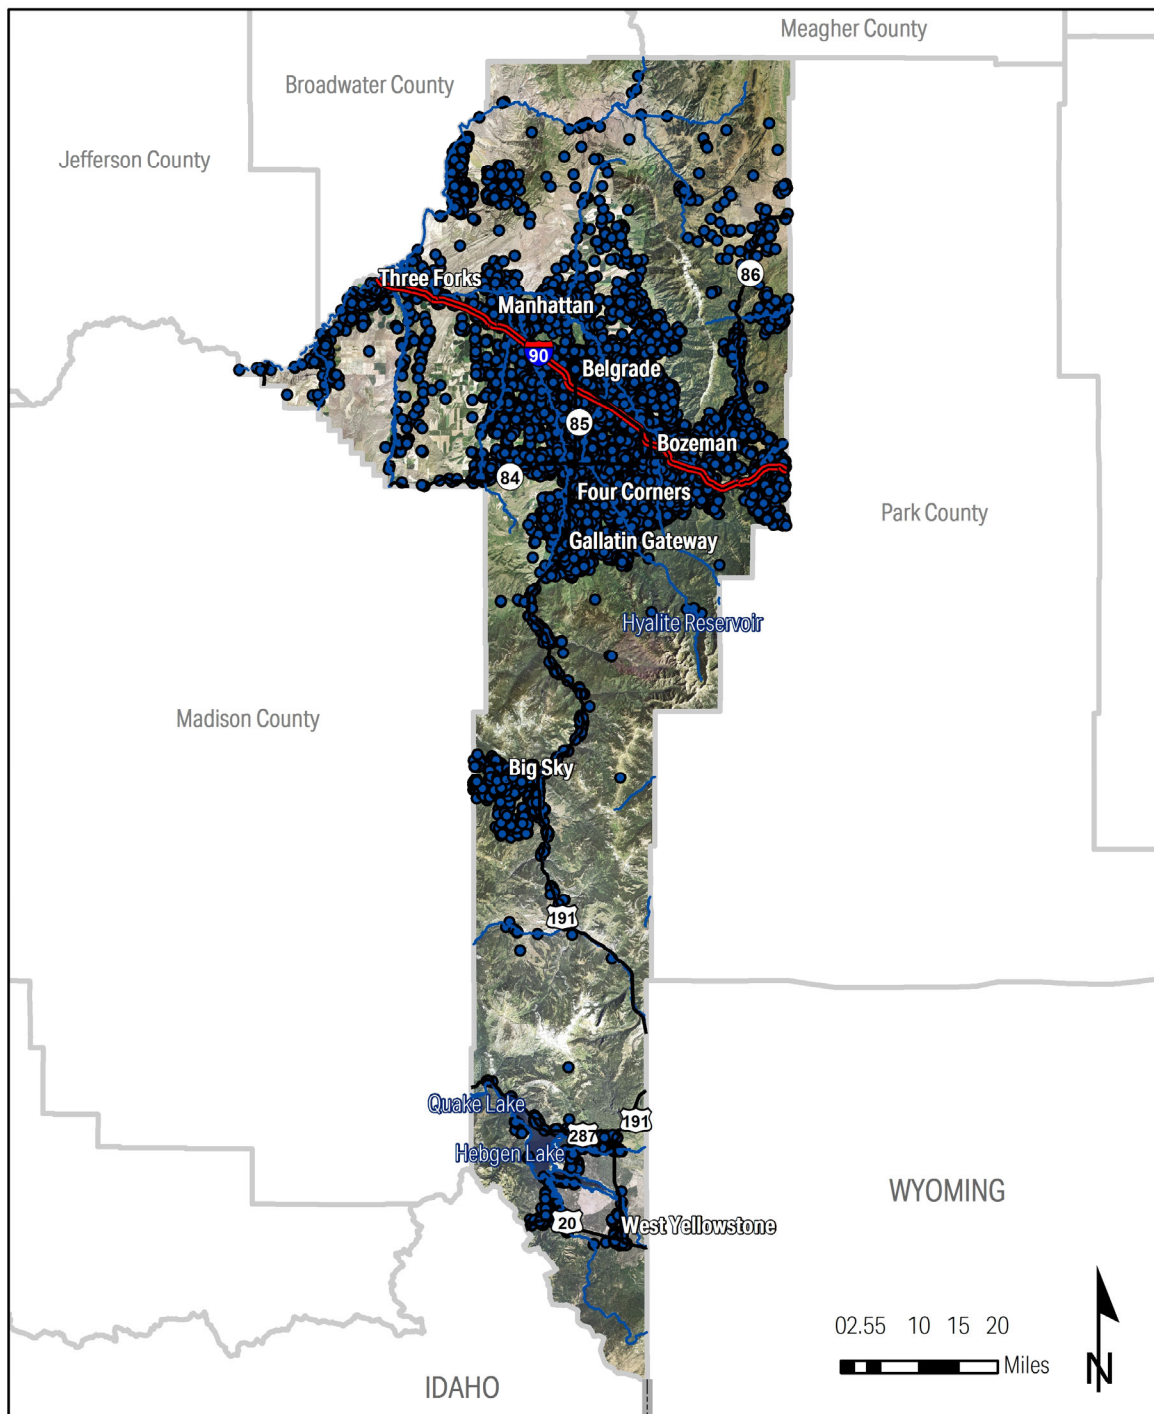 Meagher County
Broadwater County
Jefferson County
86
Three Forks
Manhattan
90
Belgrade
85
Bozeman
84
Four Corners
Park County
Gallatin Gateway
Hyalite Reservoir
Madison County
Big Sky
191
Quake Lake
191
287
Hebgen Lake
WYOMING
20
West Yellowstone
02.55 10 15 20
Miles
N
IDAHO